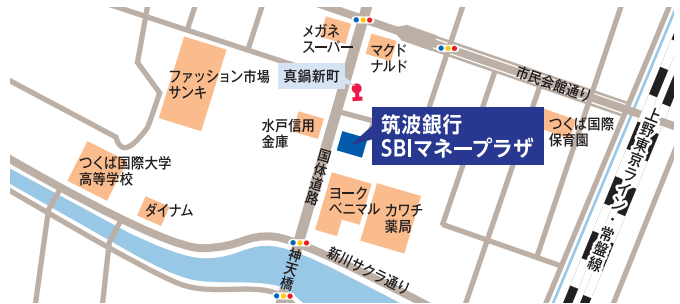 メガネ
スーパー
マクド
ナルド
市民会館通り
ファッション市場
サンキ
真鍋新町
水戸信用
金庫
筑波銀行
SBIマネープラザ
つくば国際
保育園
つくば国際大学
高等学校
ダイナム
国体道路
ヨーク
ベニマル
カワチ
薬局
上野東京ライン・常盤線
神天橋
新川サクラ通り